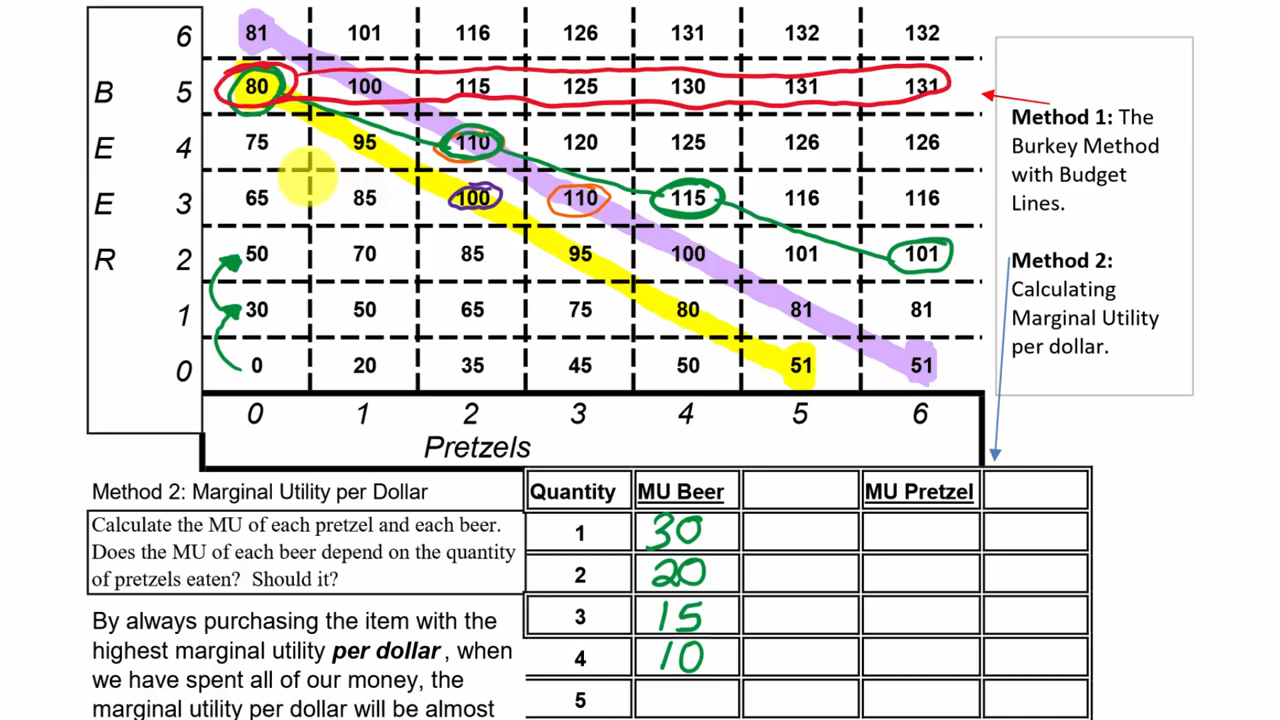 6 81 101 116 126 131 132 132
B 5 80 100 115 125 130 131 131
E 4 75 95 110 120 125 126 126
E 3 65 85 100 110 115 116 116
R 2 50 70 85 95 100 101 101
1 30 50 65 75 80 81 81
0 0 20 35 45 50 51 51
0 1 2 3 4 5 6
Pretzels
Method 1: The
Burkey Method
with Budget
Lines.
Method 2:
Calculating
Marginal Utility
per dollar.
Method 2: Marginal Utility per Dollar
Calculate the MU of each pretzel and each beer.
Does the MU of each beer depend on the quantity
of pretzels eaten? Should it?
By always purchasing the item with the
highest marginal utility per dollar, when
we have spent all of our money, the
marginal utility per dollar will be almost
Quantity MU Beer MU Pretzel
1 30
2 20
3 15
4 10
5